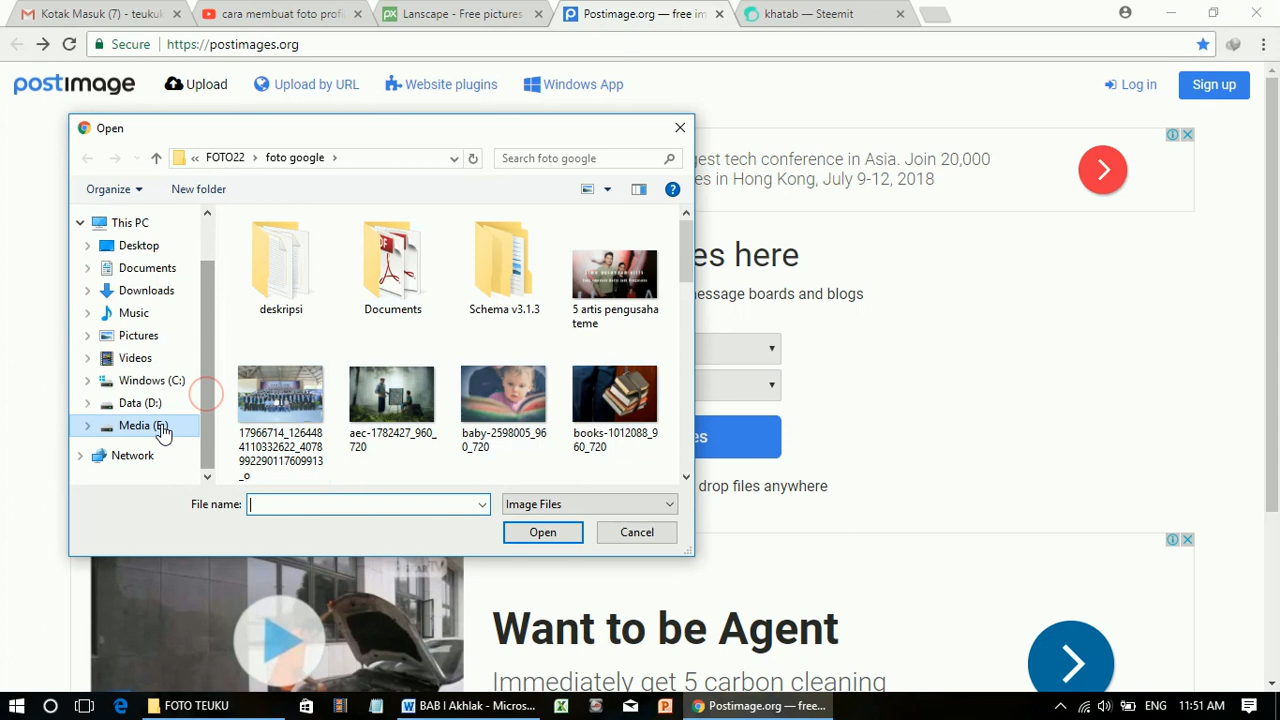 Kotak Masuk (7) - teuku
cara membuat foto profi
Lanscape - Free pictures
Postimage.org — free im
khatab — Steemit
Secure
https://postimages.org
postimage
Upload
Upload by URL
Website plugins
Windows App
Log in
Sign up
Open
« FOTO22 > foto google >
Search foto google
Organize
New folder
This PC
Desktop
Documents
Downloads
Music
Pictures
Videos
Windows (C:)
Data (D:)
Media
Network
deskripsi
Documents
Schema v3.1.3
5 artis pengusaha
teme
17966714_126448
4110332622_4078
992290117609913
_o
aec-1782427_960_
720
baby-2598005_96
0_720
books-1012088_9
60_720
File name:
Image Files
Open
Cancel
gest tech conference in Asia. Join 20,000
es in Hong Kong, July 9-12, 2018
es here
essage boards and blogs
es
drop files anywhere
Want to be Agent
Immediately get 5 carbon cleaning
FOTO TEUKU
BAB I Akhlak - Micros...
Postimage.org — free...
ENG
11:51 AM